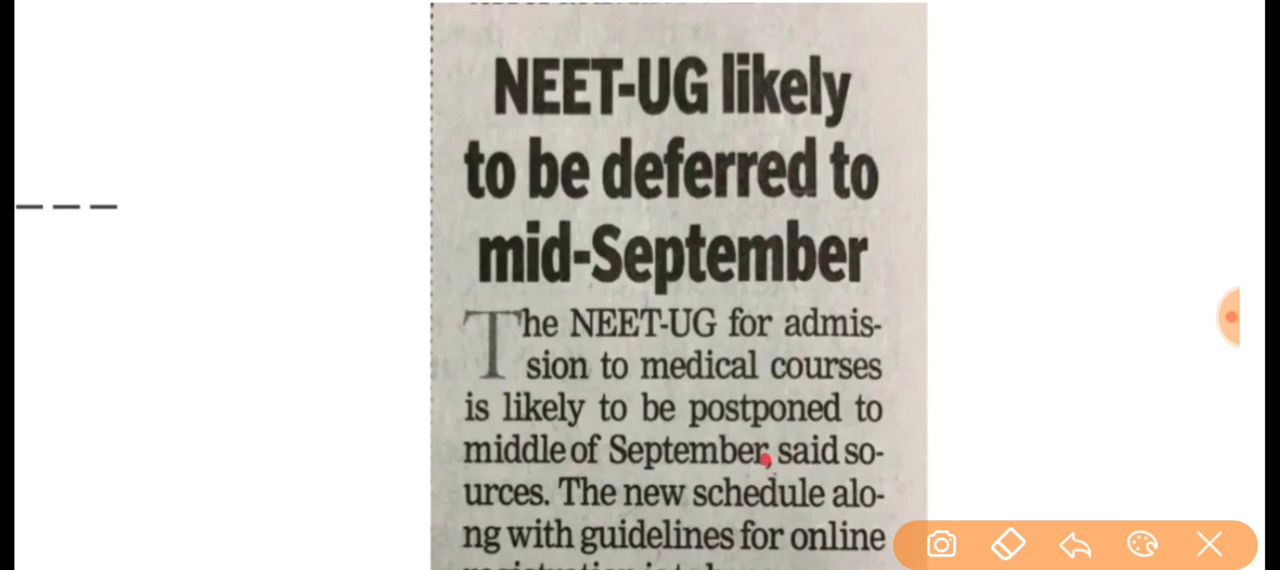 NEET-UG likely
to be deferred to
mid-September
The NEET-UG for admis-
sion to medical courses
is likely to be postponed to
middle of September, said so-
urces. The new schedule alo-
ng with guidelines for online